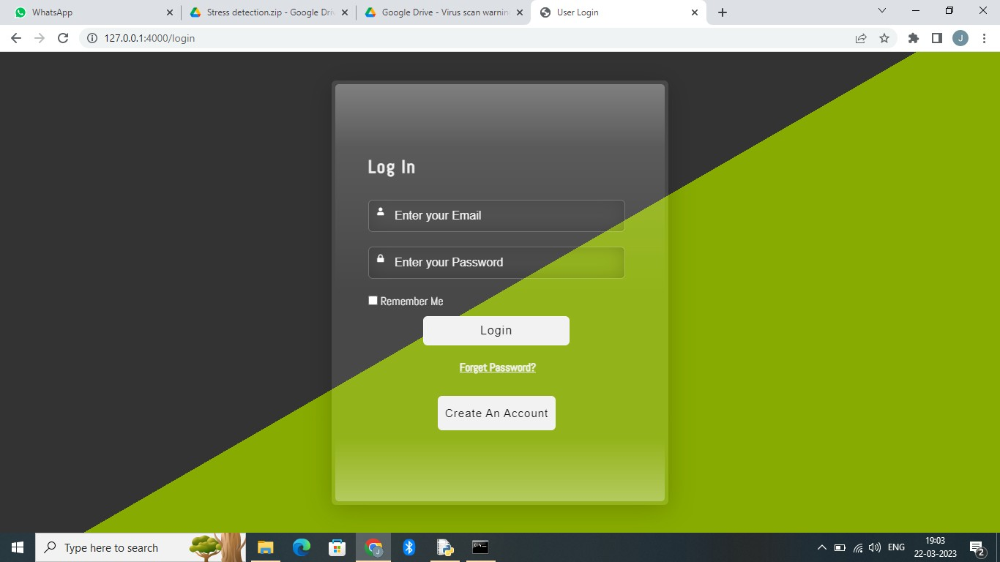 WhatsApp
Stress detection.zip - Google Dri
Google Drive - Virus scan warnin
User Login
127.0.0.1:4000/login
J
Log In
Enter your Email
Enter your Password
Remember Me
Login
Forget Password?
Create An Account
Type here to search
J
ENG
19:03
22-03-2023
2